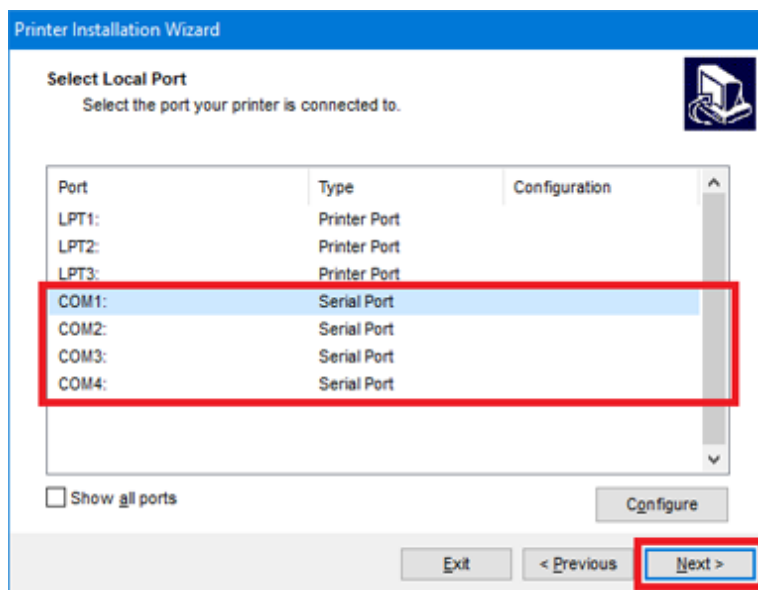 Printer Installation Wizard
Select Local Port
Select the port your printer is connected to.
Port Type Configuration
LPT1: Printer Port
LPT2: Printer Port
LPT3: Printer Port
COM1: Serial Port
COM2: Serial Port
COM3: Serial Port
COM4: Serial Port
Show all ports
Configure
Exit < Previous Next >